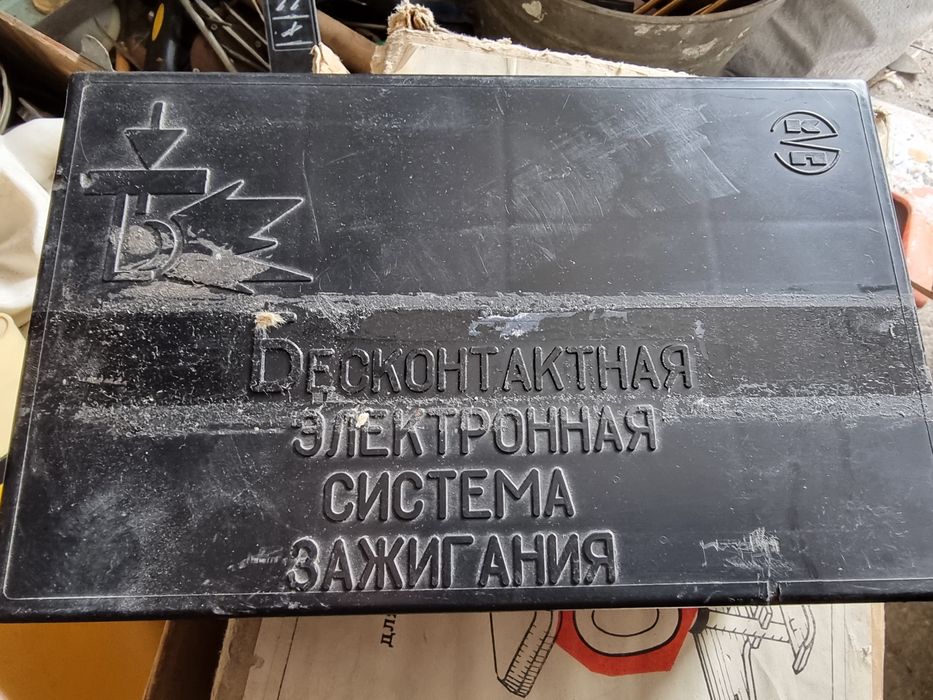 Бесконтактная
электронная
система
зажигания